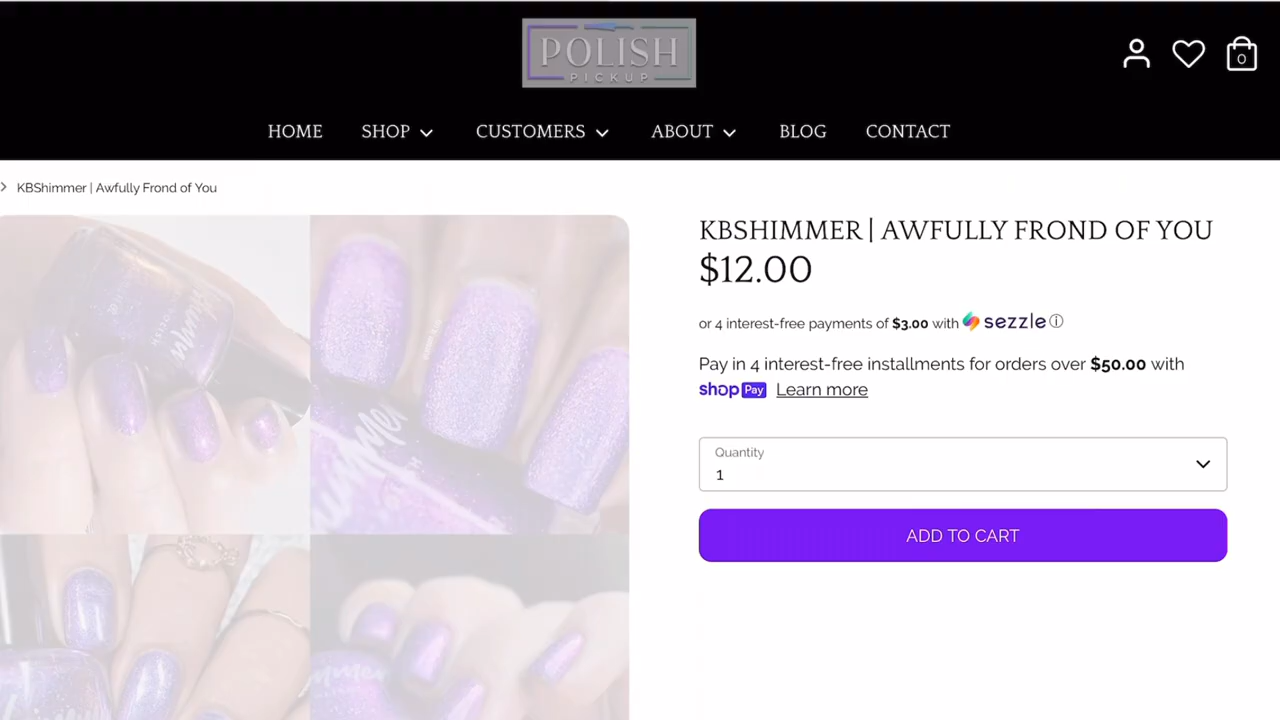 POLISH
PICKUP
0
HOME SHOP CUSTOMERS ABOUT BLOG CONTACT
KBShimmer | Awfully Frond of You
KBSHIMMER | AWFULLY FROND OF YOU
$12.00
or 4 interest-free payments of $3.00 with sezzle
Pay in 4 interest-free installments for orders over $50.00 with
shop Pay Learn more
Quantity
1
ADD TO CART